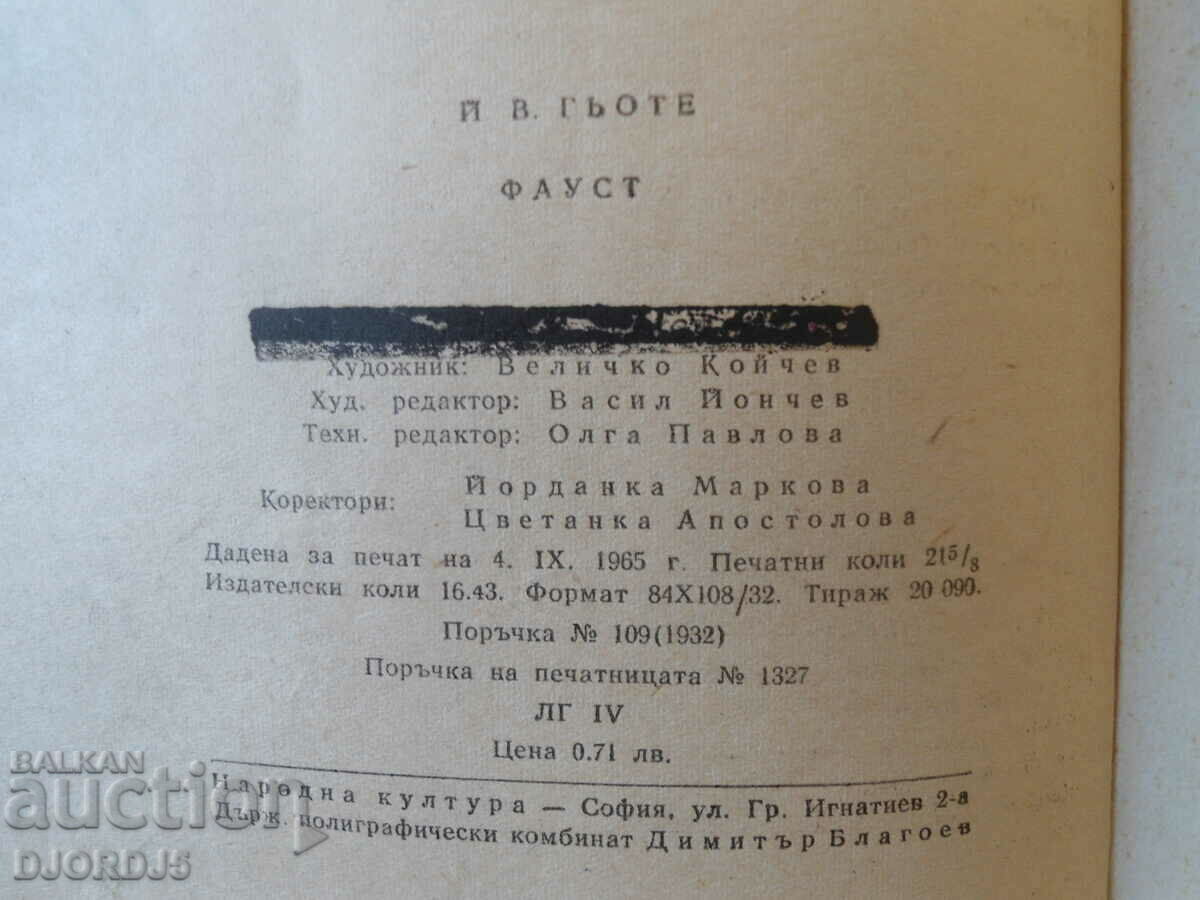 Й В. ГЬОТЕ
ФАУСТ
Художник: Величко Койчев
Худ. редактор: Васил Йончев
Техн. редактор: Олга Павлова
Коректори: Йорданка Маркова
Цветанка Апостолова
Дадена за печат на 4. IX. 1965 г. Печатни коли 215/8
Издателски коли 16.43. Формат 84X108/32. Тираж 20 090.
Поръчка № 109(1932)
Поръчка на печатницата № 1327
ЛГ IV
Цена 0.71 лв.
Народна култура — София, ул. Гр. Игнатиев 2-а
Държ. полиграфически комбинат Димитър Благоев
BALKAN
auction
DJORDJ5